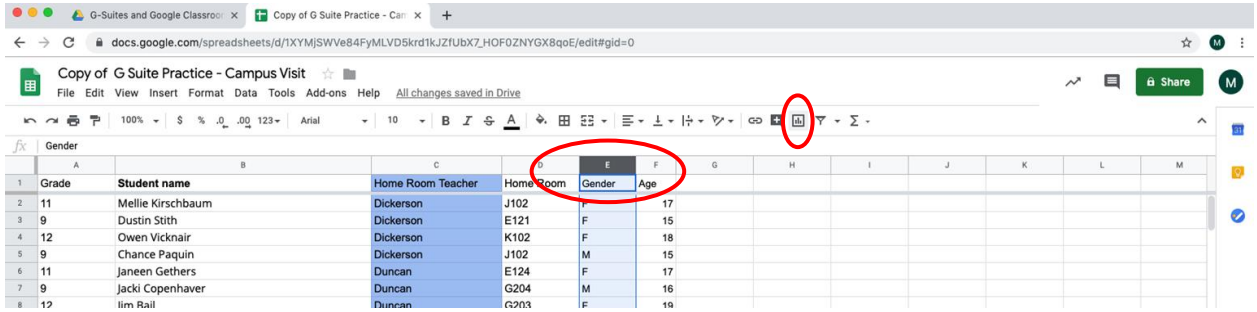 G-Suites and Google Classroor × Copy of G Suite Practice - Can × +
docs.google.com/spreadsheets/d/1XYMjSWVe84FyMLVD5krd1kJZfUbX7_HOF0ZNYGX8qoE/edit#gid=0 M
Copy of G Suite Practice - Campus Visit
File Edit View Insert Format Data Tools Add-ons Help All changes saved in Drive Share M
100% $ % .0 .00 123 Arial 10 B I S A Σ
fx Gender
A B C D E F G H I J K L M
1 Grade Student name Home Room Teacher Home Room Gender Age
2 11 Mellie Kirschbaum Dickerson J102 F 17
3 9 Dustin Stith Dickerson E121 F 15
4 12 Owen Vicknair Dickerson K102 F 18
5 9 Chance Paquin Dickerson J102 M 15
6 11 Janeen Gethers Duncan E124 F 17
7 9 Jacki Copenhaver Duncan G204 M 16
8 12 Jim Bail Duncan G203 F 19
31